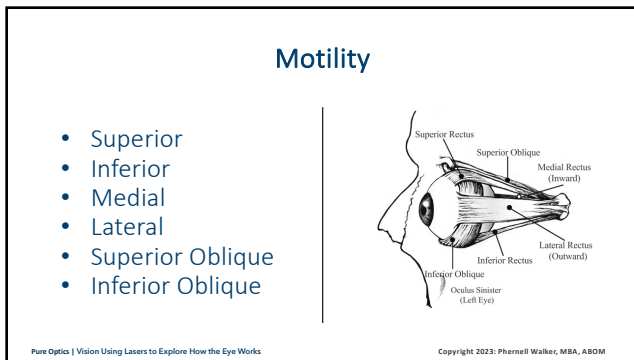 Motility
• Superior
• Inferior
• Medial
• Lateral
• Superior Oblique
• Inferior Oblique
Superior Rectus
Superior Oblique
Medial Rectus
(Inward)
Lateral Rectus
(Outward)
Inferior Rectus
Inferior Oblique
Oculus Sinister
(Left Eye)
Pure Optics | Vision Using Lasers to Explore How the Eye Works
Copyright 2023: Phernell Walker, MBA, ABOM